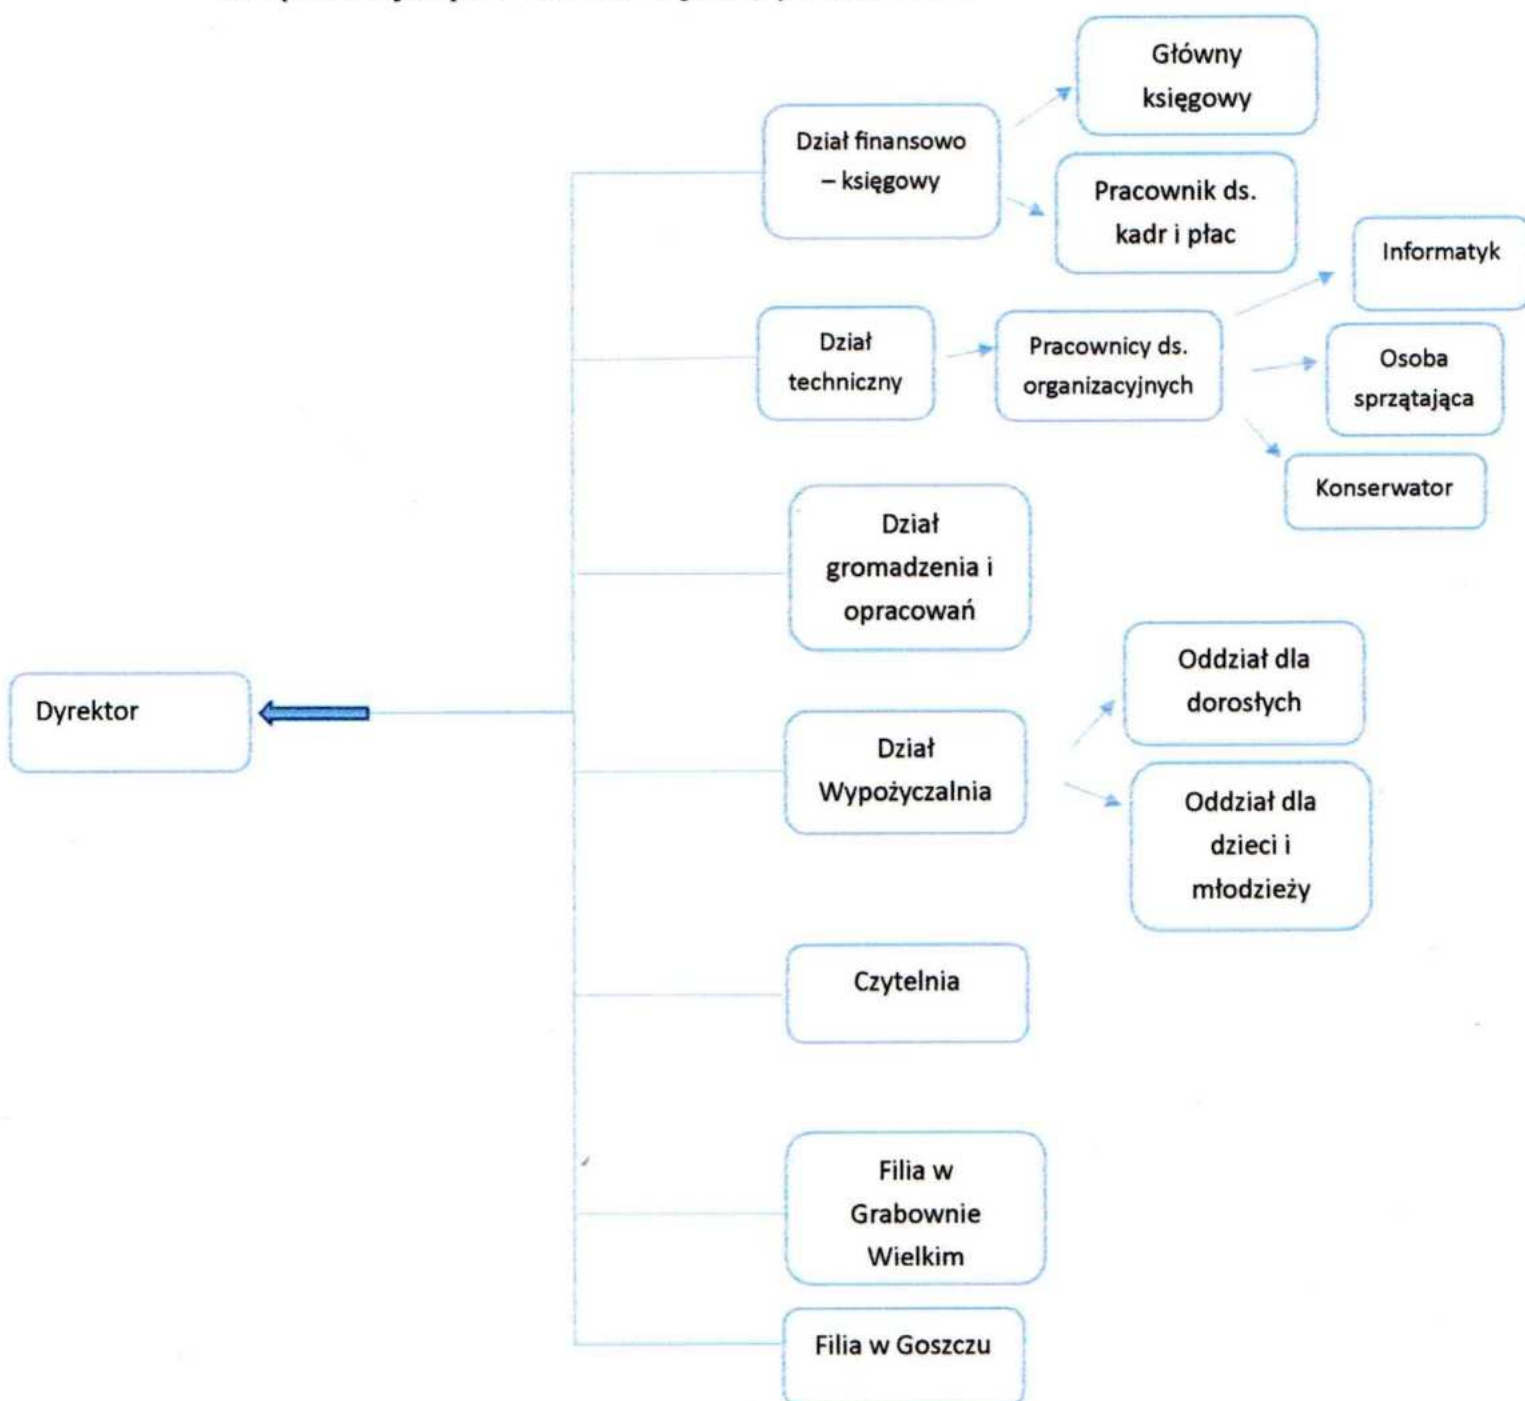 Główny
księgowy
Dział finansowo
– księgowy
Pracownik ds.
kadr i płac
Informatyk
Dział
techniczny
Pracownicy ds.
organizacyjnych
Osoba
sprzątająca
Konserwator
Dział
gromadzenia i
opracowań
Oddział dla
dorosłych
Dyrektor
Dział
Wypożyczalnia
Oddział dla
dzieci i
młodzieży
Czytelnia
Filia w
Grabownie
Wielkim
Filia w Goszczu